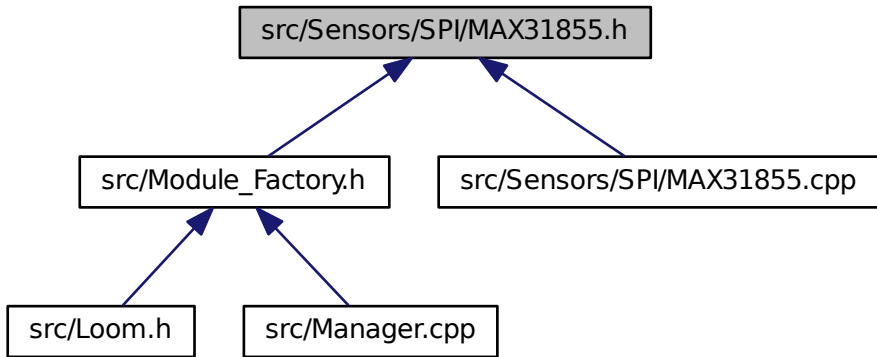 src/Sensors/SPI/MAX31855.h
src/Module_Factory.h
src/Sensors/SPI/MAX31855.cpp
src/Loom.h
src/Manager.cpp